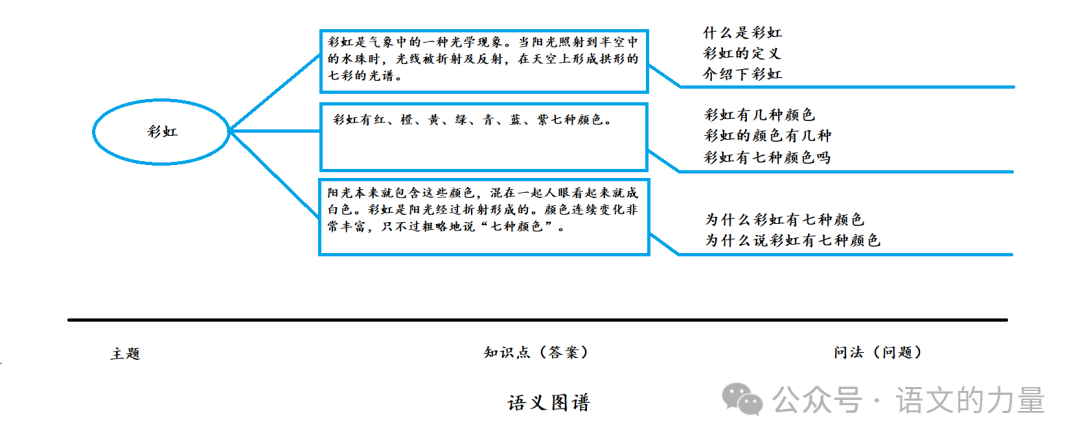 彩虹
彩虹是气象中的一种光学现象。当阳光照射到半空中
的水珠时，光线被折射及反射，在天空上形成拱形的
七彩的光谱。
什么是彩虹
彩虹的定义
介绍下彩虹
彩虹有红、橙、黄、绿、青、蓝、紫七种颜色。
彩虹有几种颜色
彩虹的颜色有几种
彩虹有七种颜色吗
阳光本来就包含这些颜色，混在一起人眼看起来就成
白色。彩虹是阳光经过折射形成的。颜色连续变化非
常丰富，只不过粗略地说“七种颜色”。
为什么彩虹有七种颜色
为什么说彩虹有七种颜色
主题
知识点（答案）
问法（问题）
语义图谱
公众号·语文的力量